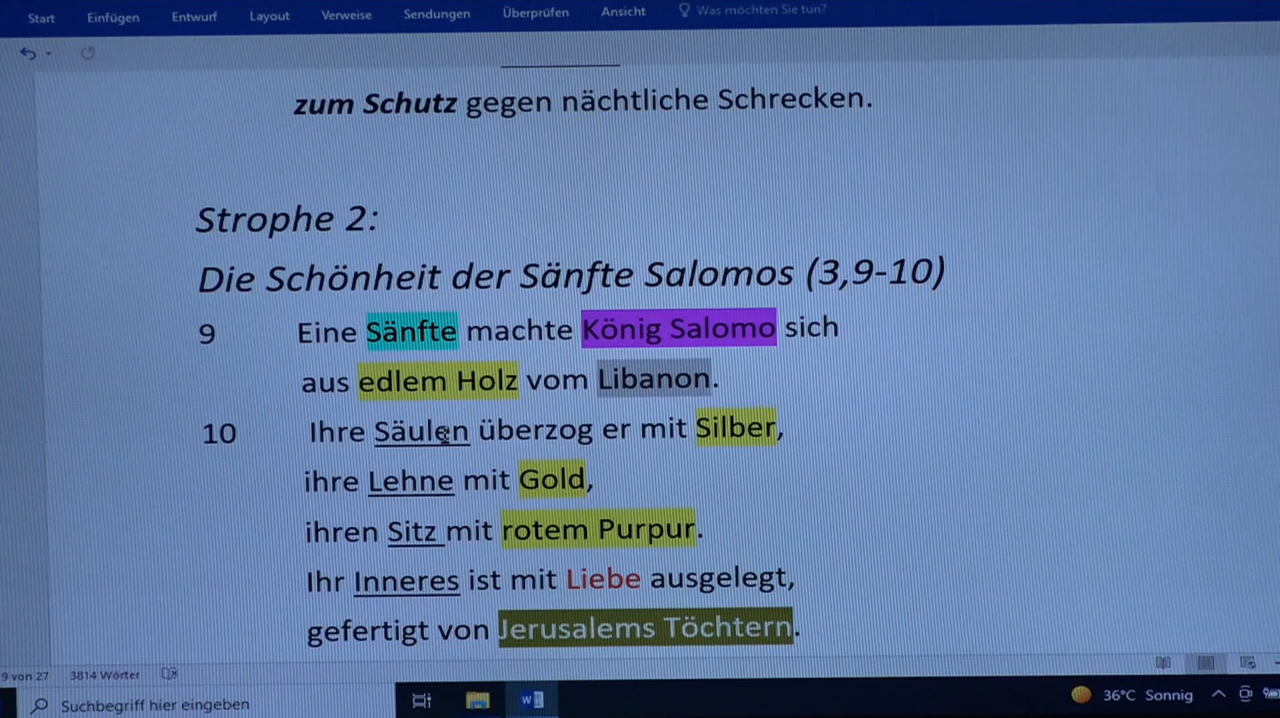 Start Einfügen Entwurf Layout Verweise Sendungen Überprüfen Ansicht Was möchten Sie tun?
zum Schutz gegen nächtliche Schrecken.
Strophe 2:
Die Schönheit der Sänfte Salomos (3,9-10)
9 Eine Sänfte machte König Salomo sich
aus edlem Holz vom Libanon.
10 Ihre Säulen überzog er mit Silber,
ihre Lehne mit Gold,
ihren Sitz mit rotem Purpur.
Ihr Inneres ist mit Liebe ausgelegt,
gefertigt von Jerusalems Töchtern.
9 von 27 3814 Wörter
Suchbegriff hier eingeben
36°C Sonnig